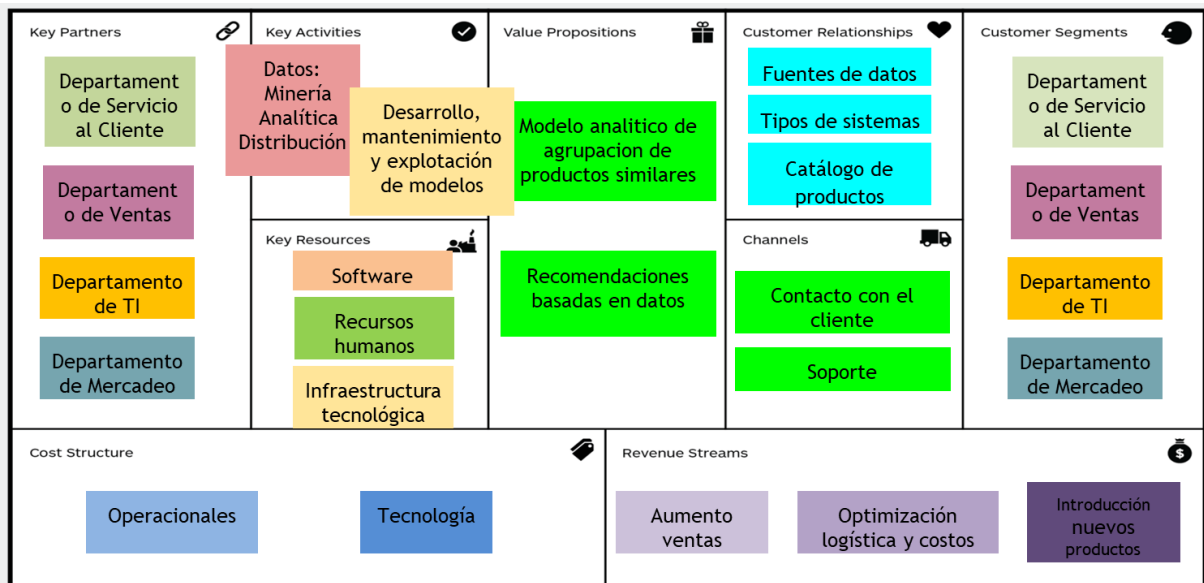 Key Partners
Departament
o de Servicio
al Cliente
Departament
o de Ventas
Departamento
de TI
Departamento
de Mercadeo
Key Activities
Datos:
Minería
Analítica
Distribución
Desarrollo,
mantenimiento
y explotación
de modelos
Key Resources
Software
Recursos
humanos
Infraestructura
tecnológica
Value Propositions
Modelo analitico de
agrupacion de
productos similares
Recomendaciones
basadas en datos
Customer Relationships
Fuentes de datos
Tipos de sistemas
Catálogo de
productos
Channels
Contacto con el
cliente
Soporte
Customer Segments
Departament
o de Servicio
al Cliente
Departament
o de Ventas
Departamento
de TI
Departamento
de Mercadeo
Cost Structure
Operacionales
Tecnología
Revenue Streams
Aumento
ventas
Optimización
logística y costos
Introducción
nuevos
productos